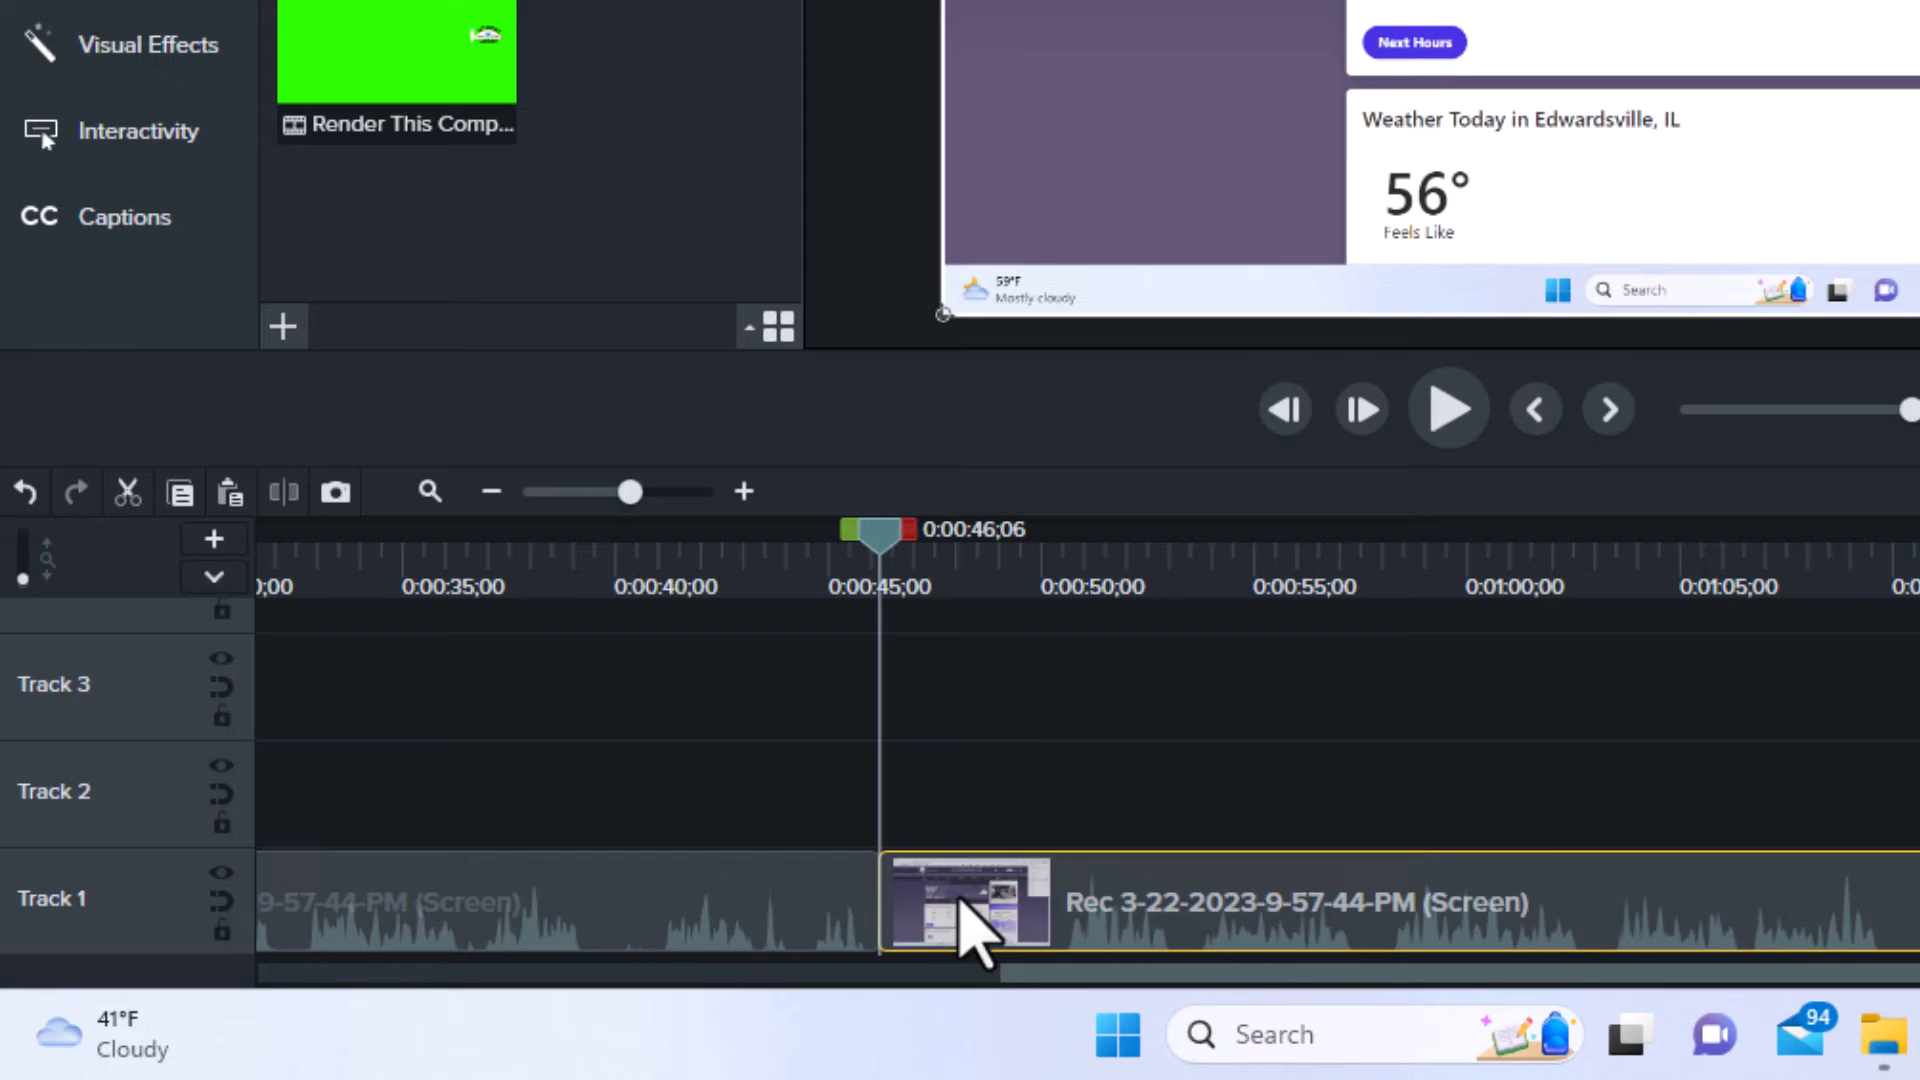 Visual Effects
Interactivity
CC Captions
Render This Comp...
Next Hours
Weather Today in Edwardsville, IL
56°
Feels Like
59°F
Mostly cloudy
Search
0:00:46;06
0;00 0:00:35;00 0:00:40;00 0:00:45;00 0:00:50;00 0:00:55;00 0:01:00;00 0:01:05;00 0:0
Track 3
Track 2
Track 1
9-57-44-PM (Screen)
Rec 3-22-2023-9-57-44-PM (Screen)
41°F
Cloudy
Search
94